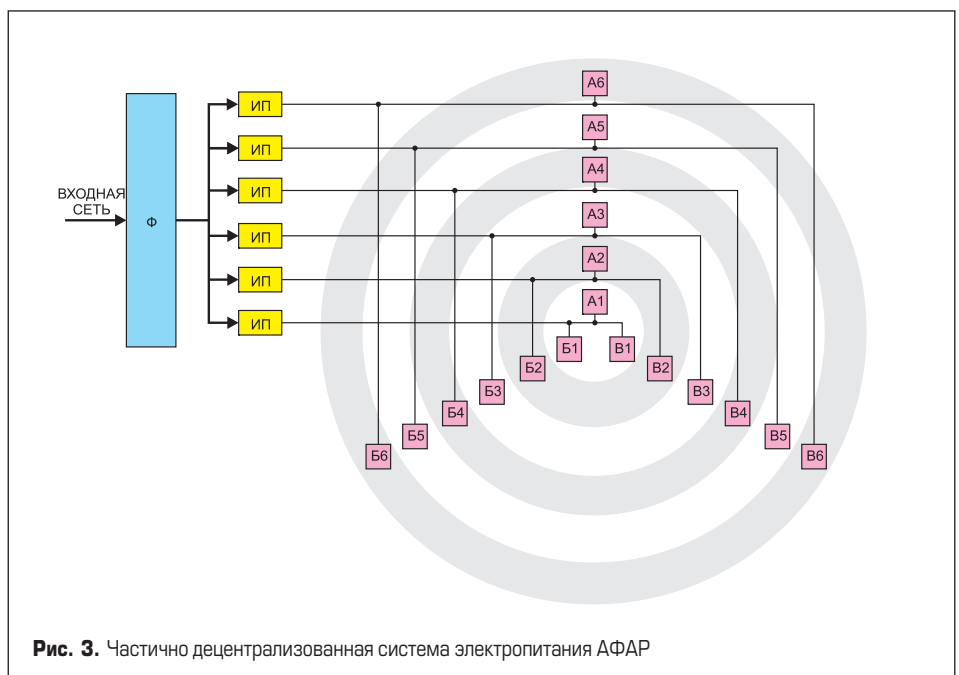 А6
ИП
А5
ИП
А4
ИП
ВХОДНАЯ
СЕТЬ
Ф
А3
ИП
А2
ИП
А1
ИП
Б1
В1
Б2
В2
Б3
В3
Б4
В4
Б5
В5
Б6
В6
Рис. 3. Частично децентрализованная система электропитания АФАР